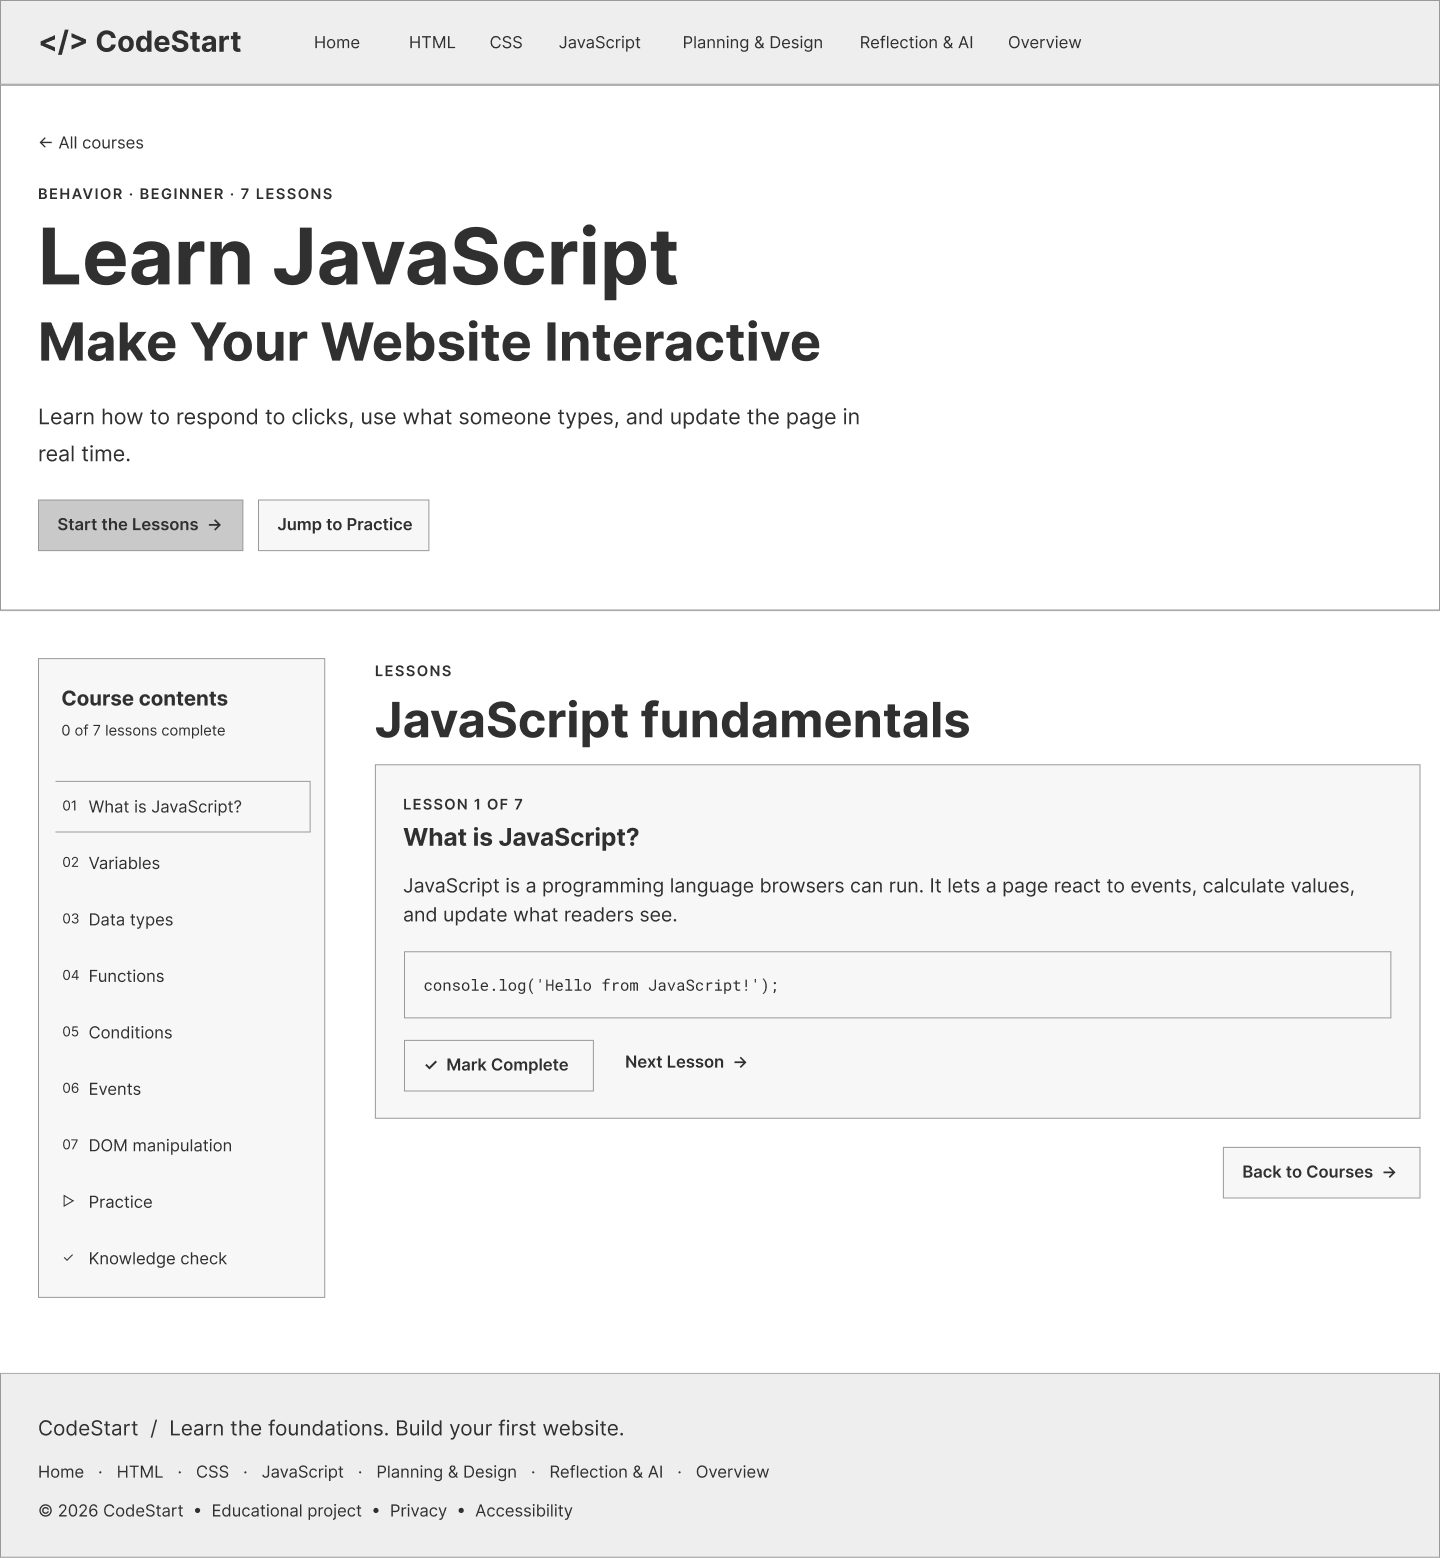 </> CodeStart Home HTML CSS JavaScript Planning & Design Reflection & AI Overview
← All courses
BEHAVIOR · BEGINNER · 7 LESSONS
Learn JavaScript
Make Your Website Interactive
Learn how to respond to clicks, use what someone types, and update the page in
real time.
Start the Lessons → Jump to Practice
Course contents
0 of 7 lessons complete
01 What is JavaScript?
02 Variables
03 Data types
04 Functions
05 Conditions
06 Events
07 DOM manipulation
▷ Practice
✓ Knowledge check
LESSONS
JavaScript fundamentals
LESSON 1 OF 7
What is JavaScript?
JavaScript is a programming language browsers can run. It lets a page react to events, calculate values,
and update what readers see.
console.log('Hello from JavaScript!');
✓ Mark Complete Next Lesson →
Back to Courses →
CodeStart / Learn the foundations. Build your first website.
Home · HTML · CSS · JavaScript · Planning & Design · Reflection & AI · Overview
© 2026 CodeStart • Educational project • Privacy • Accessibility